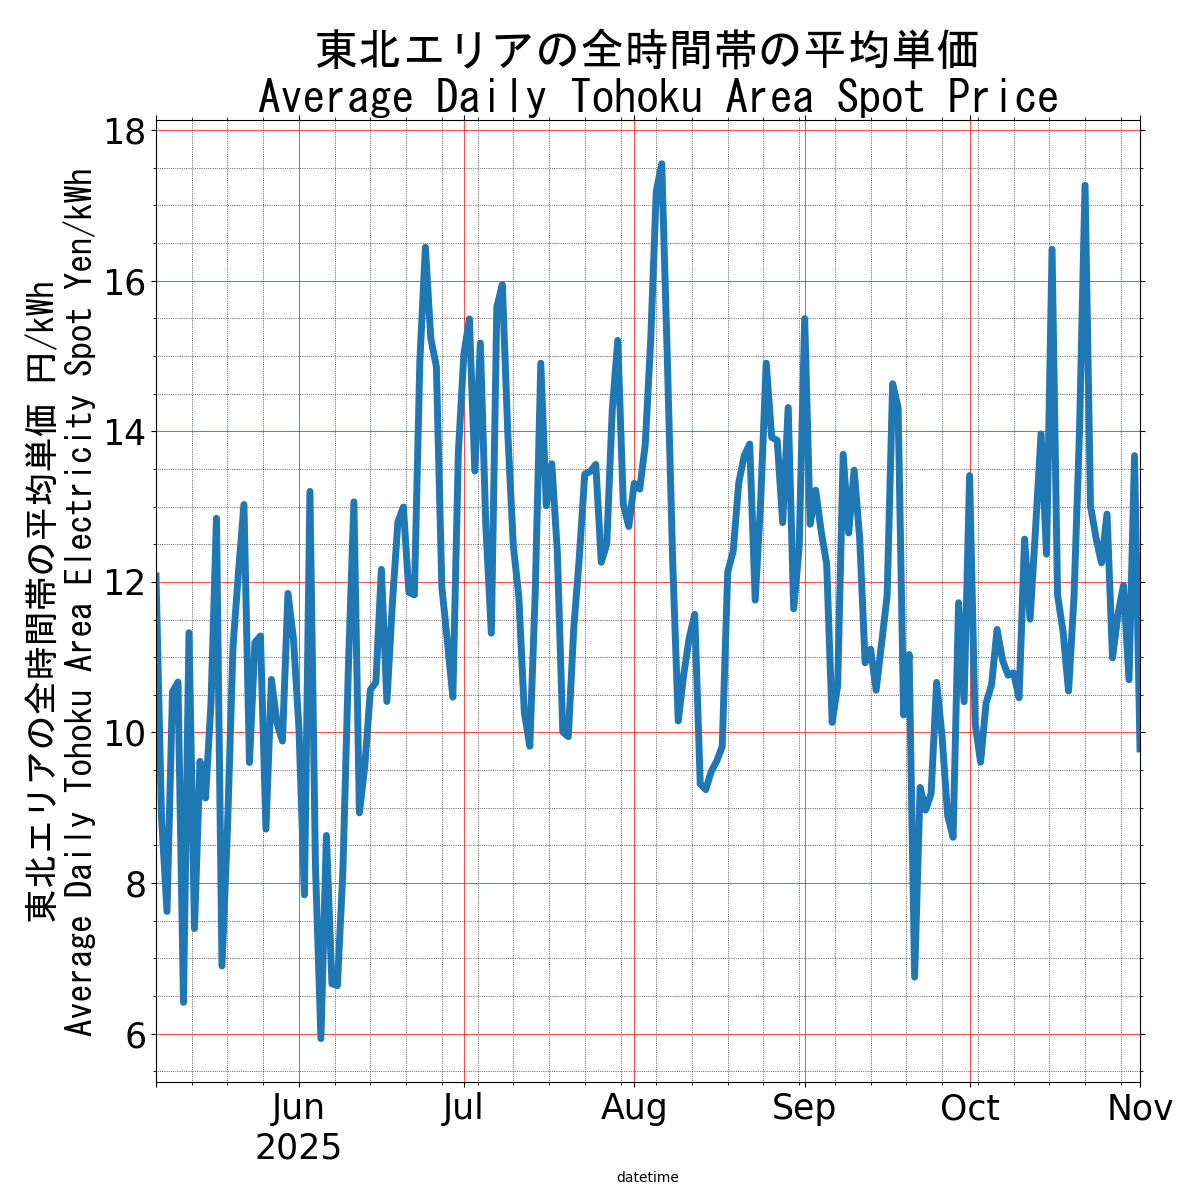 東北エリアの全時間帯の平均単価
Average Daily Tohoku Area Spot Price
東北エリアの全時間帯の平均単価 円/kWh
Average Daily Tohoku Area Electricity Spot Yen/kWh
18
16
14
12
10
8
6
Jun
2025
Jul
Aug
Sep
Oct
Nov
datetime